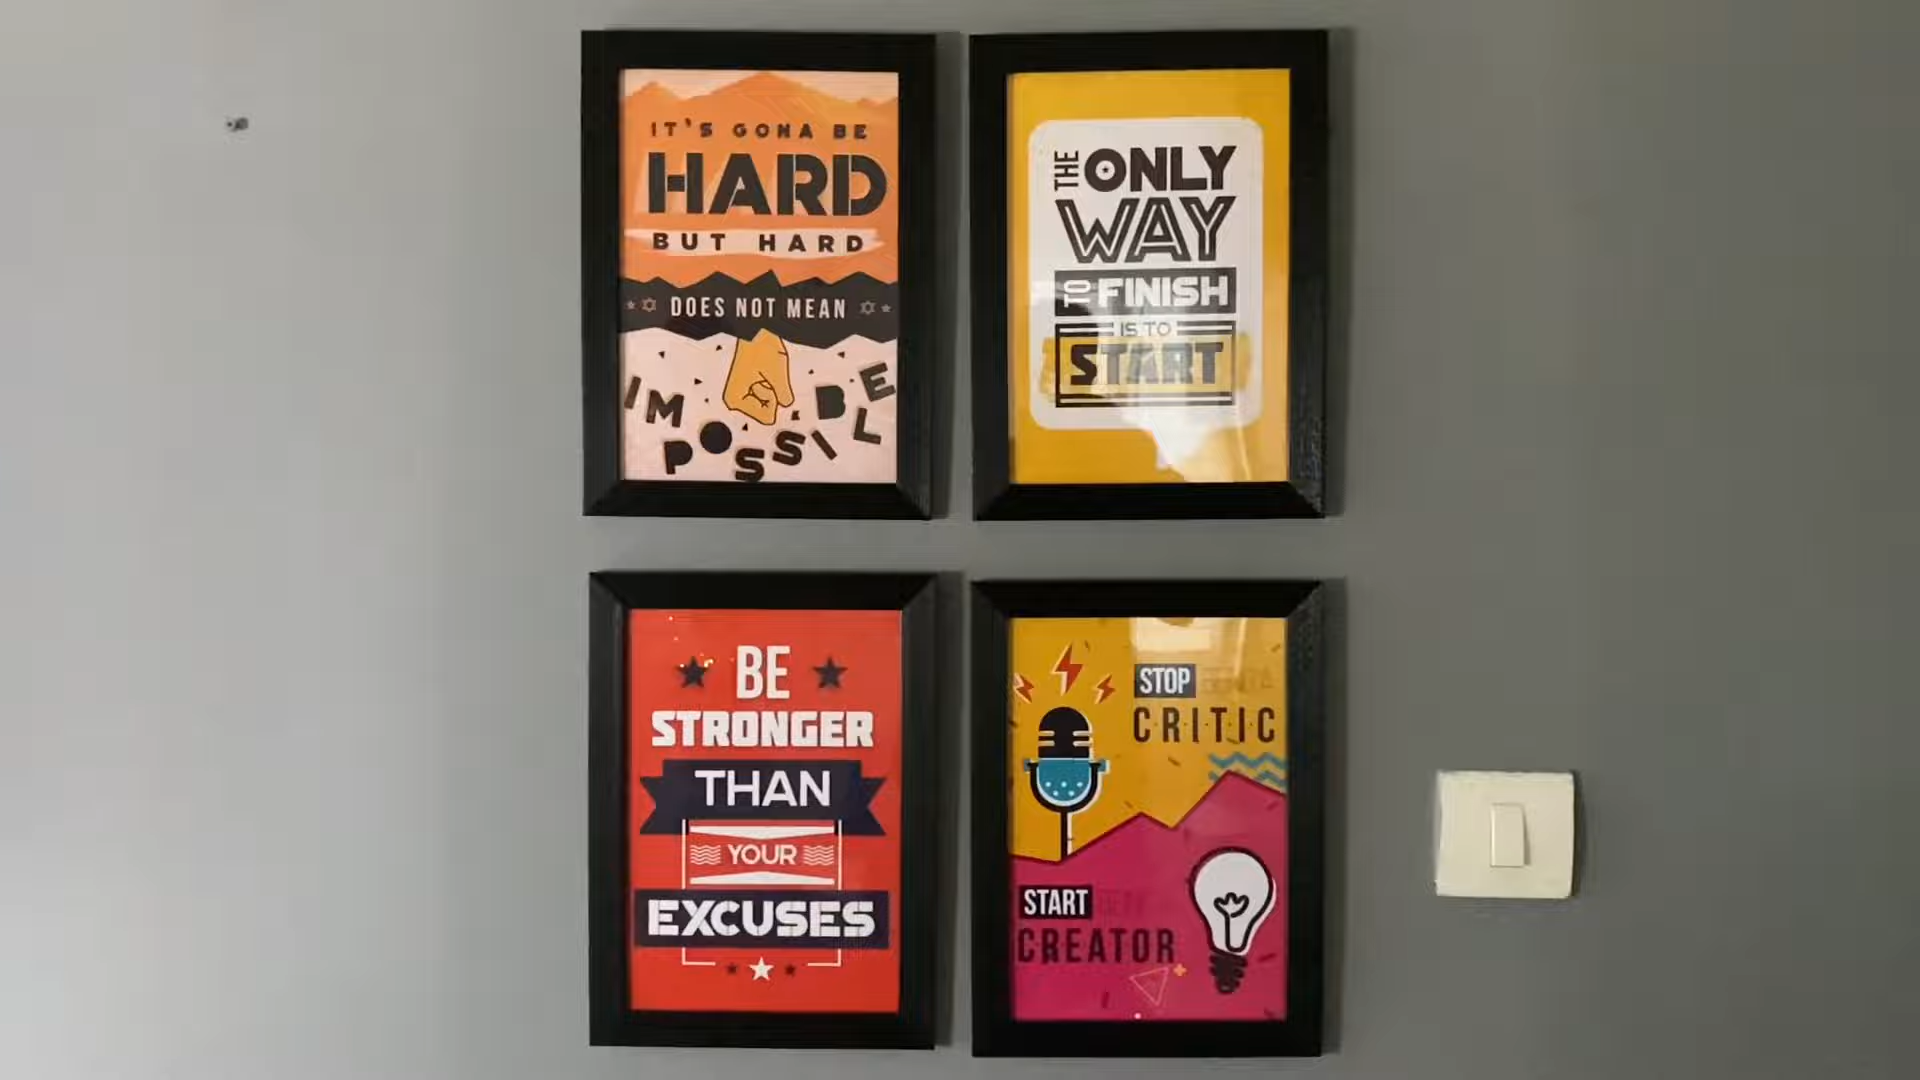 IT'S GONA BE
HARD
BUT HARD
DOES NOT MEAN
IMPOSSIBLE
THE ONLY
WAY
TO FINISH
IS TO
START
BE
STRONGER
THAN
YOUR
EXCUSES
STOP
CRITIC
START
CREATOR